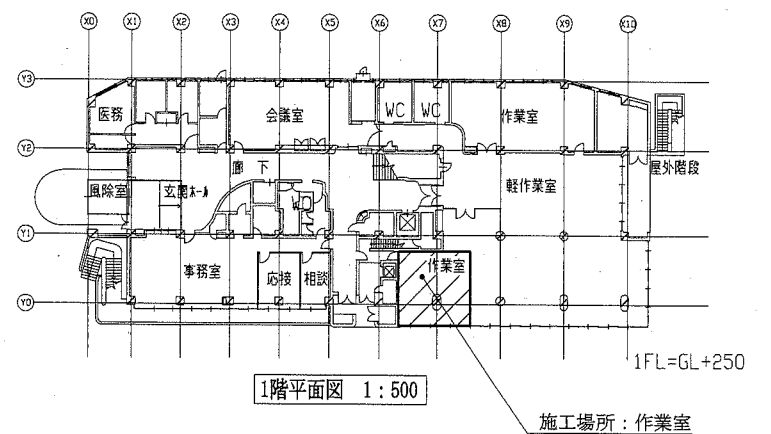 X0 X1 X2 X3 X4 X5 X6 X7 X8 X9 X10
Y3
医務
会議室
WC
WC
作業室
Y2
廊下
屋外階段
風除室
玄関ホール
軽作業室
Y1
事務室
応接
相談
作業室
Y0
1FL=GL+250
1階平面図 1:500
施工場所:作業室